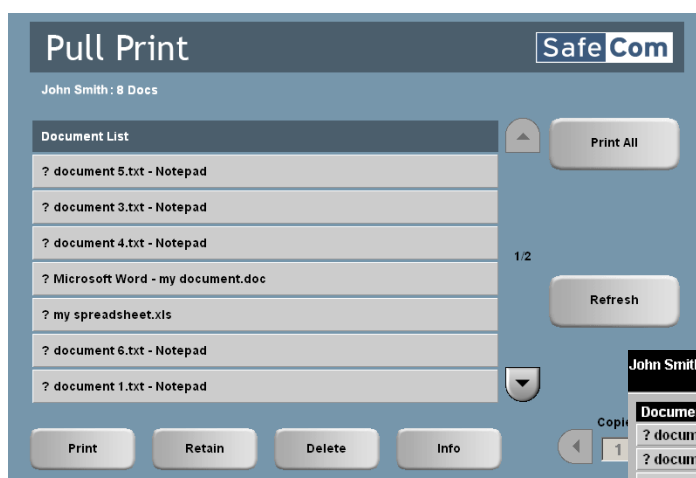 Pull Print
SafeCom
John Smith : 8 Docs
Document List
Print All
? document 5.txt - Notepad
? document 3.txt - Notepad
? document 4.txt - Notepad
1/2
? Microsoft Word - my document.doc
Refresh
? my spreadsheet.xls
? document 6.txt - Notepad
? document 1.txt - Notepad
John
Print
Retain
Delete
Info
1
?
?